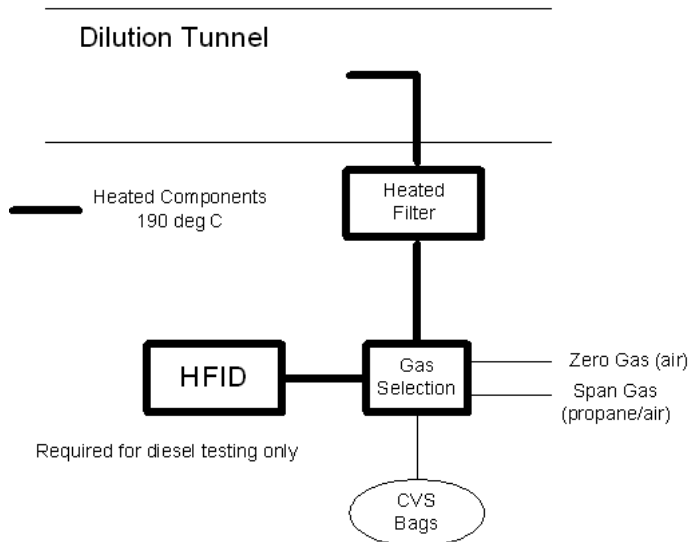 Dilution Tunnel
Heated Components
190 deg C
Heated
Filter
HFID
Gas
Selection
Zero Gas (air)
Span Gas
(propane/air)
Required for diesel testing only
CVS
Bags